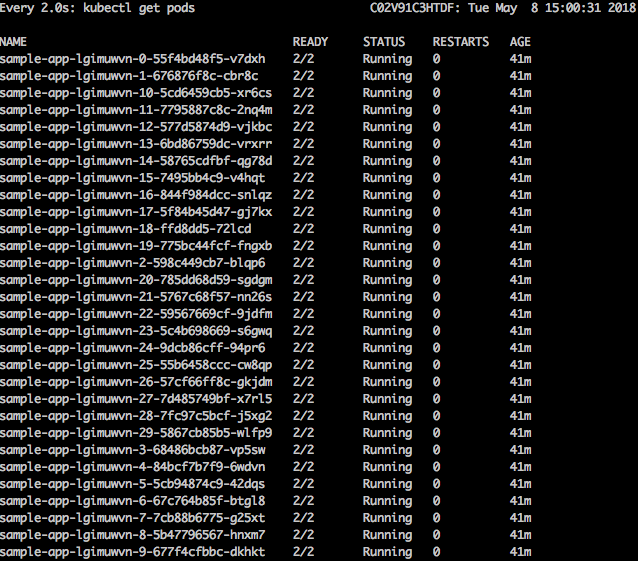 Every 2.0s: kubectl get pods C02V91C3HTDF: Tue May 8 15:00:31 2018
NAME READY STATUS RESTARTS AGE
sample-app-lgimuwvn-0-55f4bd48f5-v7dxh 2/2 Running 0 41m
sample-app-lgimuwvn-1-676876f8c-cbr8c 2/2 Running 0 41m
sample-app-lgimuwvn-10-5cd6459cb5-xr6cs 2/2 Running 0 41m
sample-app-lgimuwvn-11-7795887c8c-2nq4m 2/2 Running 0 41m
sample-app-lgimuwvn-12-577d5874d9-vjkbc 2/2 Running 0 41m
sample-app-lgimuwvn-13-6bd86759dc-vrxrr 2/2 Running 0 41m
sample-app-lgimuwvn-14-58765cdfbf-qg78d 2/2 Running 0 41m
sample-app-lgimuwvn-15-7495bb4c9-v4hqt 2/2 Running 0 41m
sample-app-lgimuwvn-16-844f984dcc-snlqz 2/2 Running 0 41m
sample-app-lgimuwvn-17-5f84b45d47-gj7kx 2/2 Running 0 41m
sample-app-lgimuwvn-18-ffd8dd5-72lcd 2/2 Running 0 41m
sample-app-lgimuwvn-19-775bc44fcf-fngxb 2/2 Running 0 41m
sample-app-lgimuwvn-2-598c449cb7-blqp6 2/2 Running 0 41m
sample-app-lgimuwvn-20-785dd68d59-sgdgm 2/2 Running 0 41m
sample-app-lgimuwvn-21-5767c68f57-nn26s 2/2 Running 0 41m
sample-app-lgimuwvn-22-59567669cf-9jdfm 2/2 Running 0 41m
sample-app-lgimuwvn-23-5c4b698669-s6gwq 2/2 Running 0 41m
sample-app-lgimuwvn-24-9dcb86cff-94pr6 2/2 Running 0 41m
sample-app-lgimuwvn-25-55b6458ccc-cw8qp 2/2 Running 0 41m
sample-app-lgimuwvn-26-57cf66ff8c-gkjdm 2/2 Running 0 41m
sample-app-lgimuwvn-27-7d485749bf-x7rl5 2/2 Running 0 41m
sample-app-lgimuwvn-28-7fc97c5bcf-j5xg2 2/2 Running 0 41m
sample-app-lgimuwvn-29-5867cb85b5-wlfp9 2/2 Running 0 41m
sample-app-lgimuwvn-3-68486bcb87-vp5sw 2/2 Running 0 41m
sample-app-lgimuwvn-4-84bcf7b7f9-6wdvn 2/2 Running 0 41m
sample-app-lgimuwvn-5-5cb94874c9-42dqs 2/2 Running 0 41m
sample-app-lgimuwvn-6-67c764b85f-btgl8 2/2 Running 0 41m
sample-app-lgimuwvn-7-7cb88b6775-g25xt 2/2 Running 0 41m
sample-app-lgimuwvn-8-5b47796567-hnxm7 2/2 Running 0 41m
sample-app-lgimuwvn-9-677f4cfbbc-dkhkt 2/2 Running 0 41m